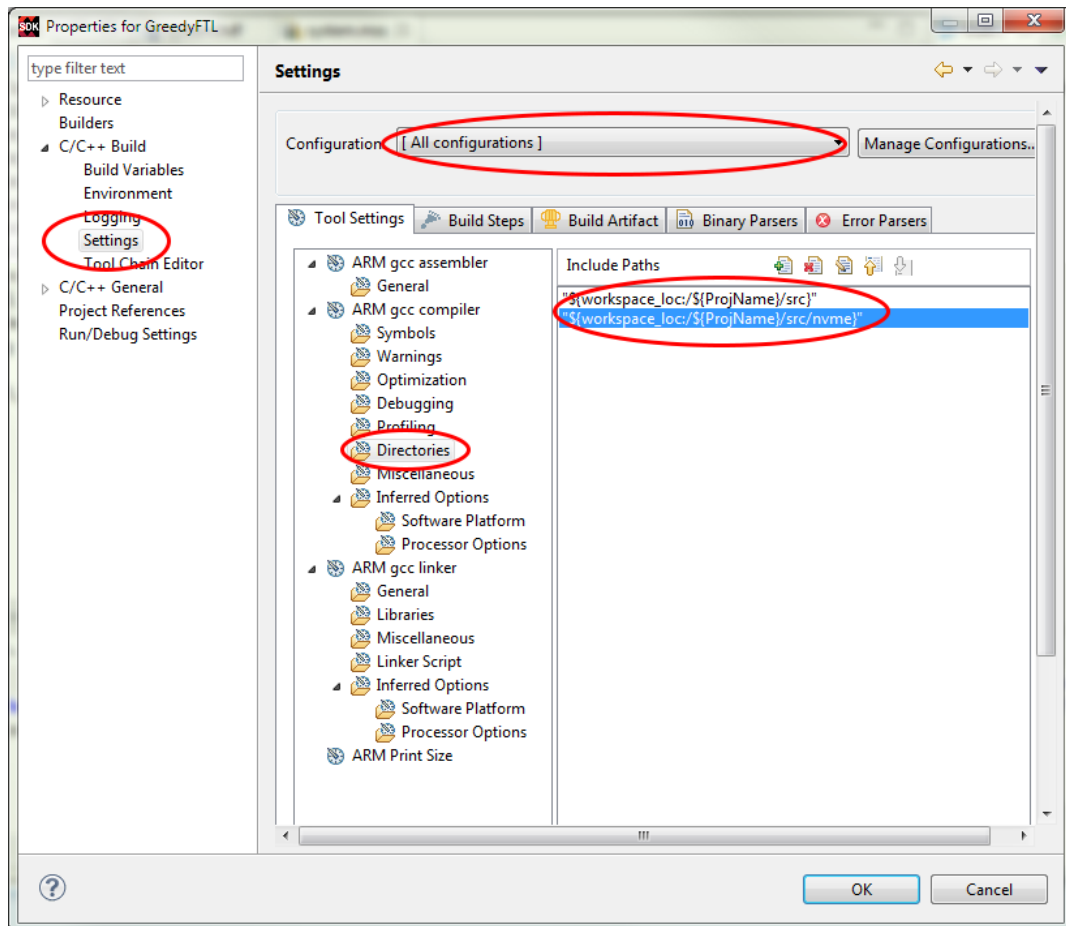 SDK Properties for GreedyFTL
type filter text
Resource
Builders
C/C++ Build
Build Variables
Environment
Logging
Settings
Tool Chain Editor
C/C++ General
Project References
Run/Debug Settings
Settings
Configuration [ All configurations ] Manage Configurations..
Tool Settings Build Steps Build Artifact Binary Parsers Error Parsers
ARM gcc assembler
General
ARM gcc compiler
Symbols
Warnings
Optimization
Debugging
Profiling
Directories
Miscellaneous
Inferred Options
Software Platform
Processor Options
ARM gcc linker
General
Libraries
Miscellaneous
Linker Script
Inferred Options
Software Platform
Processor Options
ARM Print Size
Include Paths
"${workspace_loc:/${ProjName}/src}"
"${workspace_loc:/${ProjName}/src/nvme}"
OK Cancel